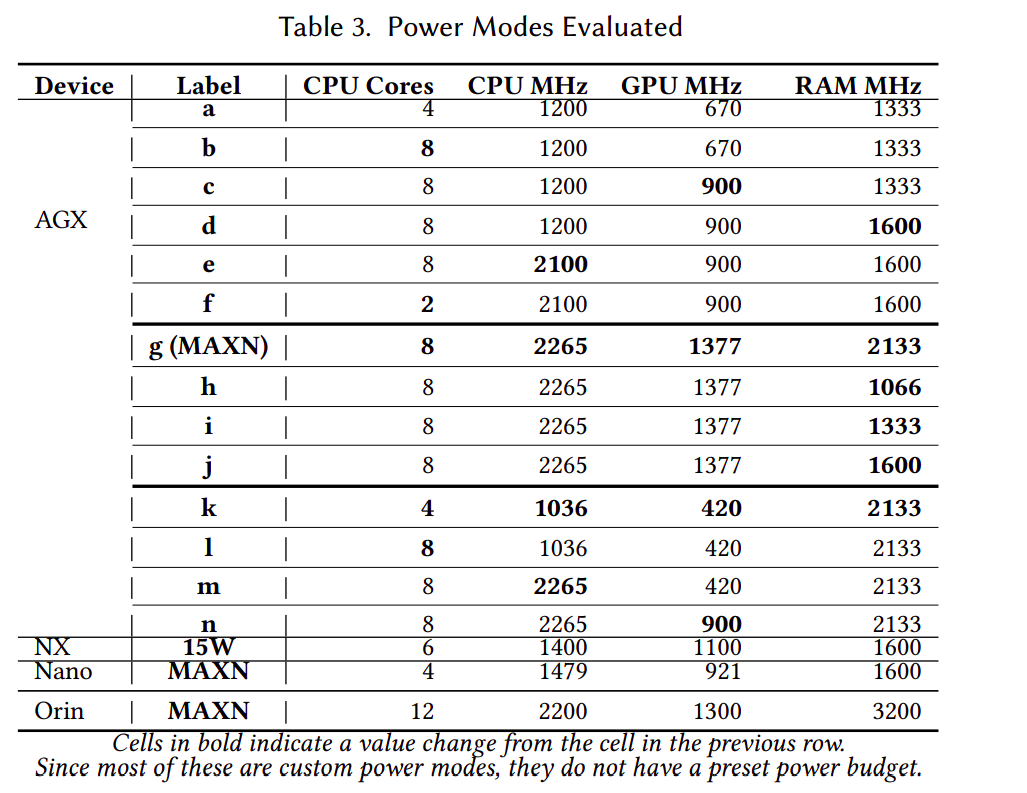 Table 3. Power Modes Evaluated
Device Label CPU Cores CPU MHz GPU MHz RAM MHz
a 4 1200 670 1333
b 8 1200 670 1333
c 8 1200 900 1333
AGX
d 8 1200 900 1600
e 8 2100 900 1600
f 2 2100 900 1600
g (MAXN) 8 2265 1377 2133
h 8 2265 1377 1066
i 8 2265 1377 1333
j 8 2265 1377 1600
k 4 1036 420 2133
l 8 1036 420 2133
m 8 2265 420 2133
n 8 2265 900 2133
NX 15W 6 1400 1100 1600
Nano MAXN 4 1479 921 1600
Orin MAXN 12 2200 1300 3200
Cells in bold indicate a value change from the cell in the previous row.
Since most of these are custom power modes, they do not have a preset power budget.